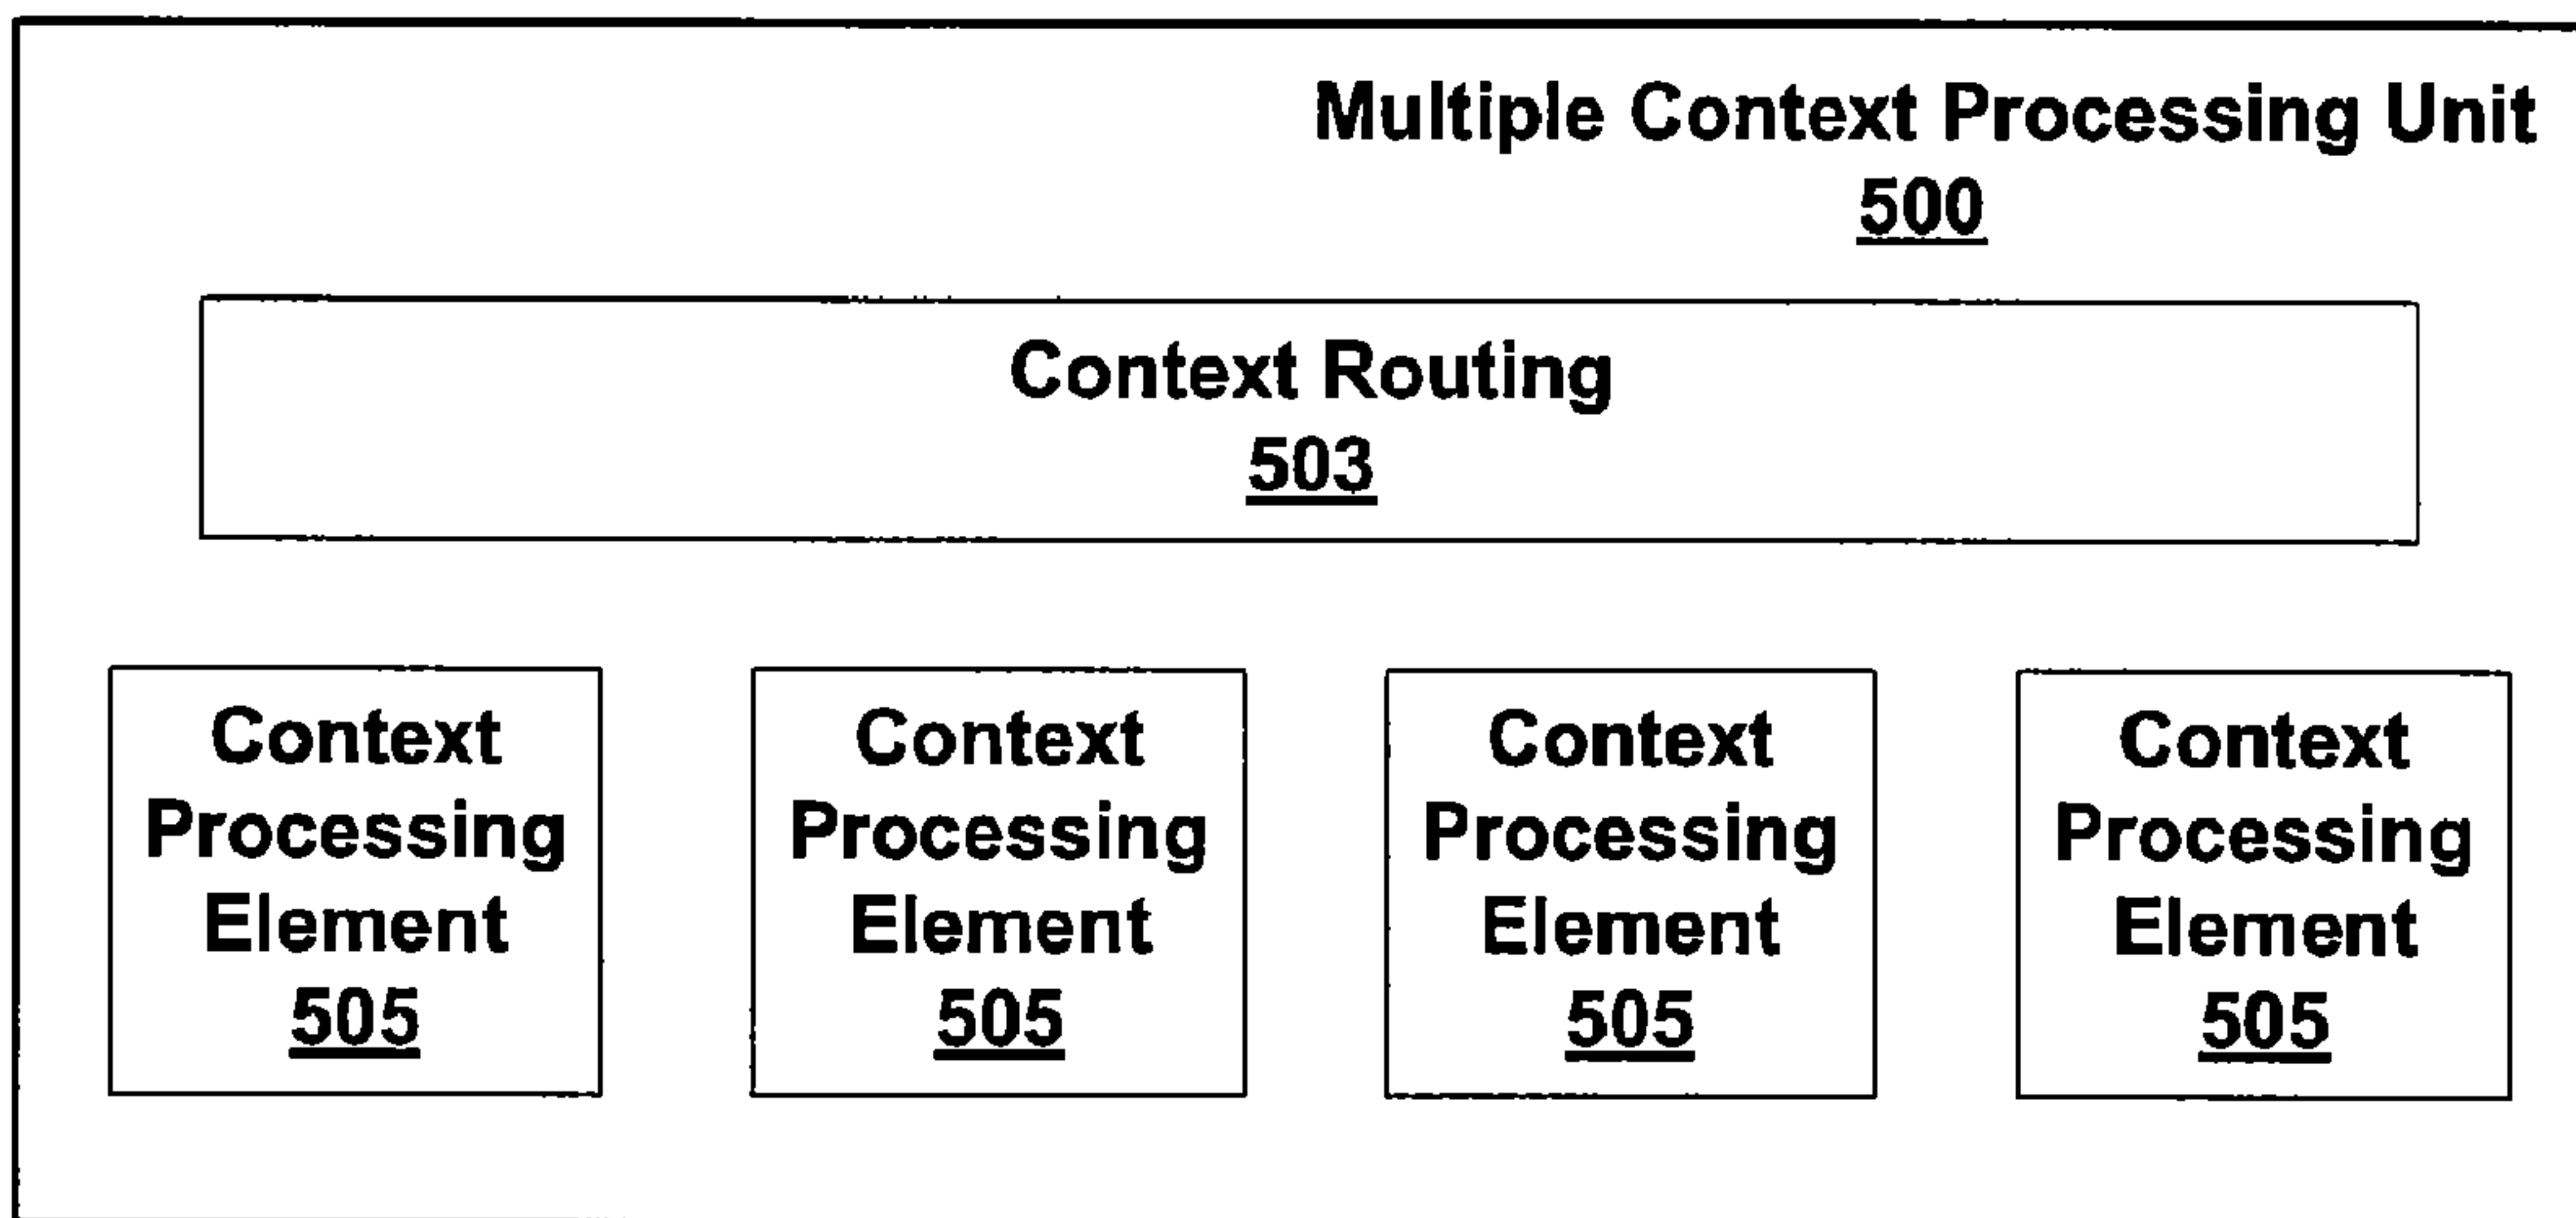 Multiple Context Processing Unit
500
Context Routing
503
Context
Processing
Element
505
Context
Processing
Element
505
Context
Processing
Element
505
Context
Processing
Element
505